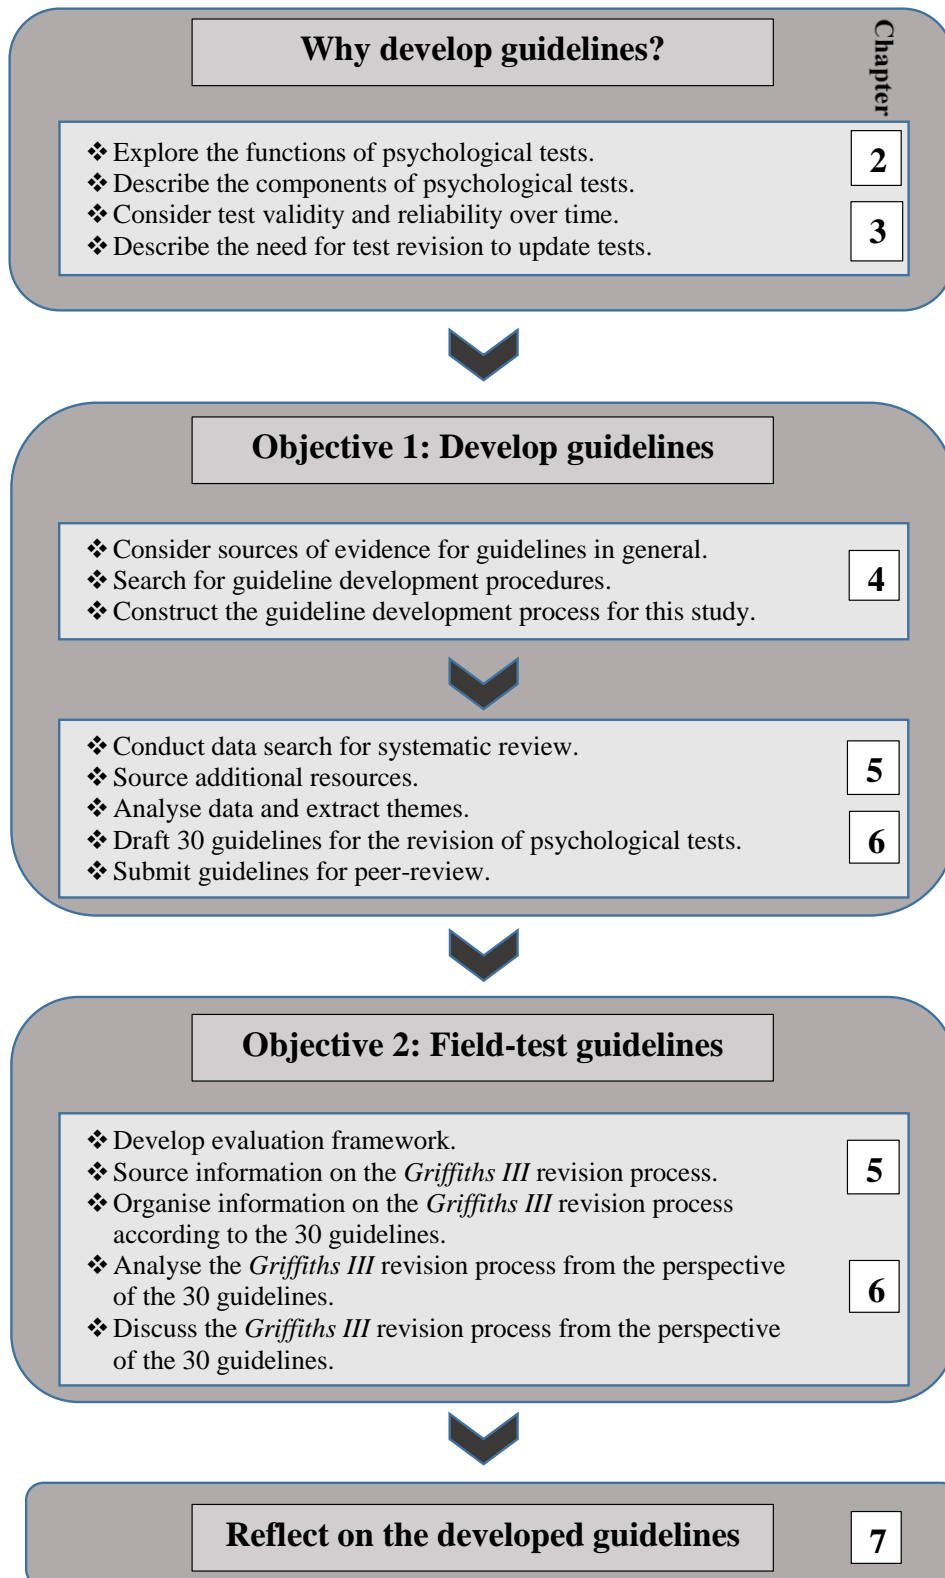 Why develop guidelines?
Chapter
❖ Explore the functions of psychological tests.
❖ Describe the components of psychological tests.
❖ Consider test validity and reliability over time.
❖ Describe the need for test revision to update tests.
2
3
Objective 1: Develop guidelines
❖ Consider sources of evidence for guidelines in general.
❖ Search for guideline development procedures.
❖ Construct the guideline development process for this study.
4
❖ Conduct data search for systematic review.
❖ Source additional resources.
❖ Analyse data and extract themes.
❖ Draft 30 guidelines for the revision of psychological tests.
❖ Submit guidelines for peer-review.
5
6
Objective 2: Field-test guidelines
❖ Develop evaluation framework.
❖ Source information on the Griffiths III revision process.
❖ Organise information on the Griffiths III revision process
according to the 30 guidelines.
❖ Analyse the Griffiths III revision process from the perspective
of the 30 guidelines.
❖ Discuss the Griffiths III revision process from the perspective
of the 30 guidelines.
5
6
Reflect on the developed guidelines
7